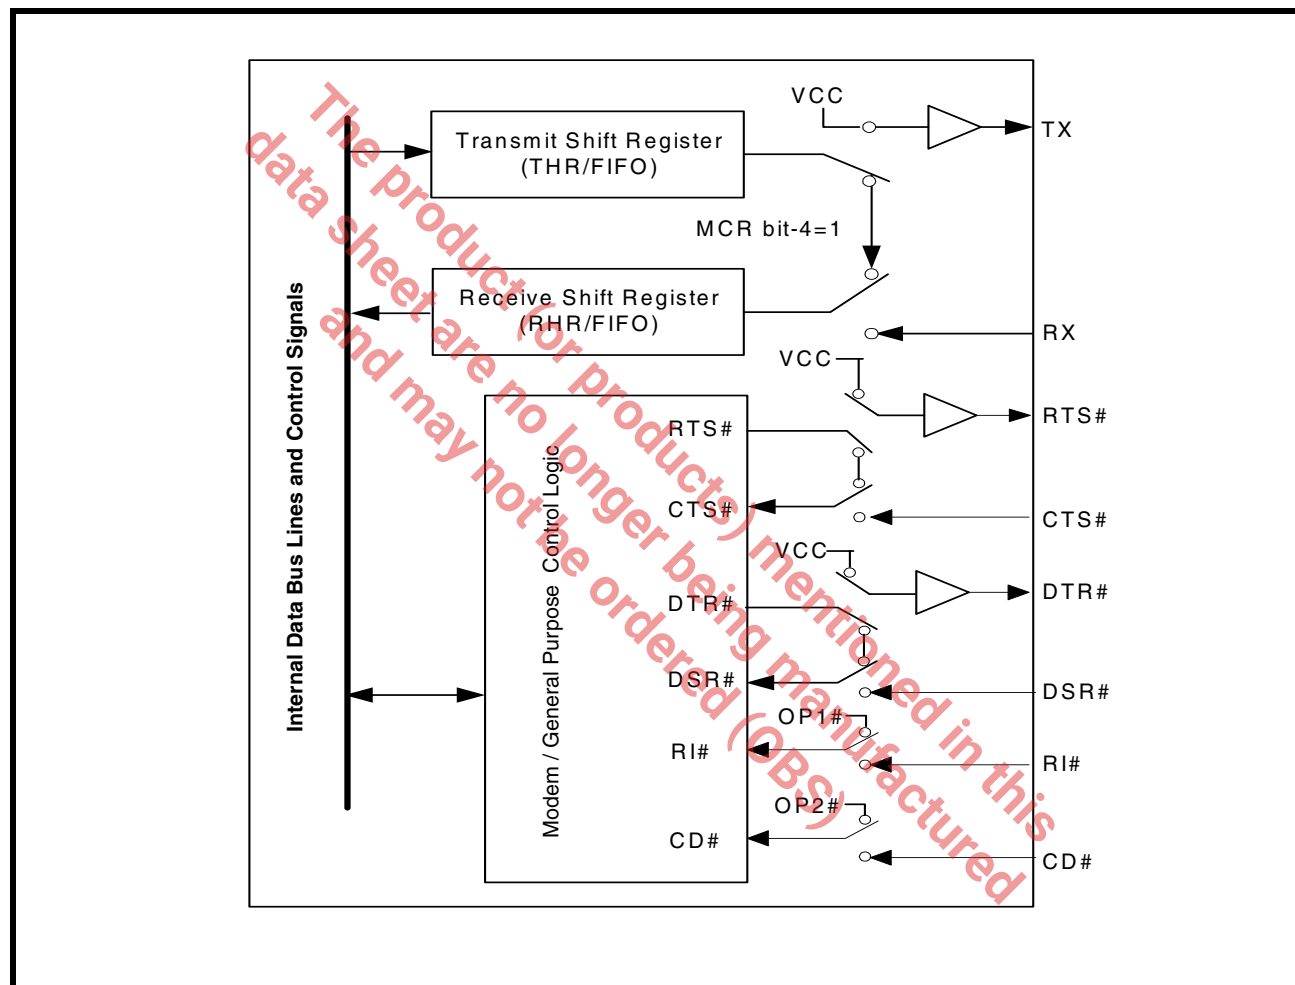 VCC
TX
Transmit Shift Register
(THR/FIFO)
MCR bit-4=1
Receive Shift Register
(RHR/FIFO)
RX
VCC
RTS#
RTS#
CTS#
CTS#
VCC
DTR#
DTR#
DSR#
DSR#
OP1#
RI#
RI#
OP2#
CD#
CD#
Internal Data Bus Lines and Control Signals
Modem / General Purpose Control Logic
The product (or products) mentioned in this
data sheet are no longer being manufactured
and may not be ordered (OBS)